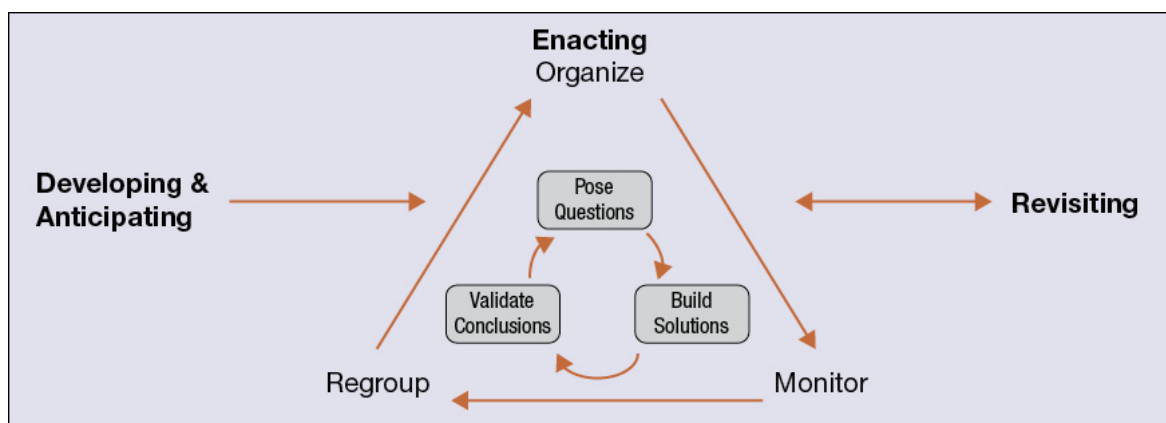 Enacting
Organize
Developing &
Anticipating
Pose
Questions
Revisiting
Validate
Conclusions
Build
Solutions
Regroup
Monitor